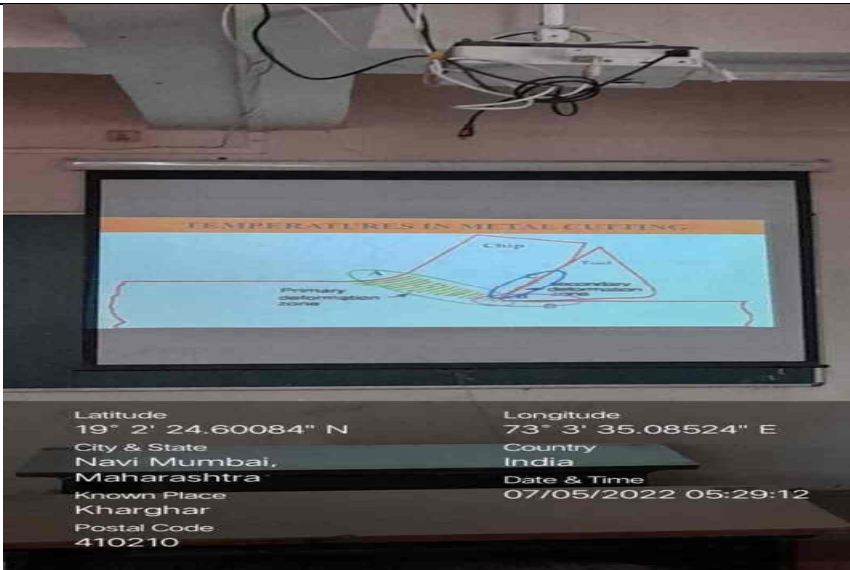 TEMPERATURES IN METAL CUTTING
Chip
A
Tool
Primary
deformation
zone
Secondary
deformation
zone
Latitude
19° 2' 24.60084" N
City & State
Navi Mumbai,
Maharashtra
Known Place
Kharghar
Postal Code
410210
Longitude
73° 3' 35.08524" E
Country
India
Date & Time
07/05/2022 05:29:12